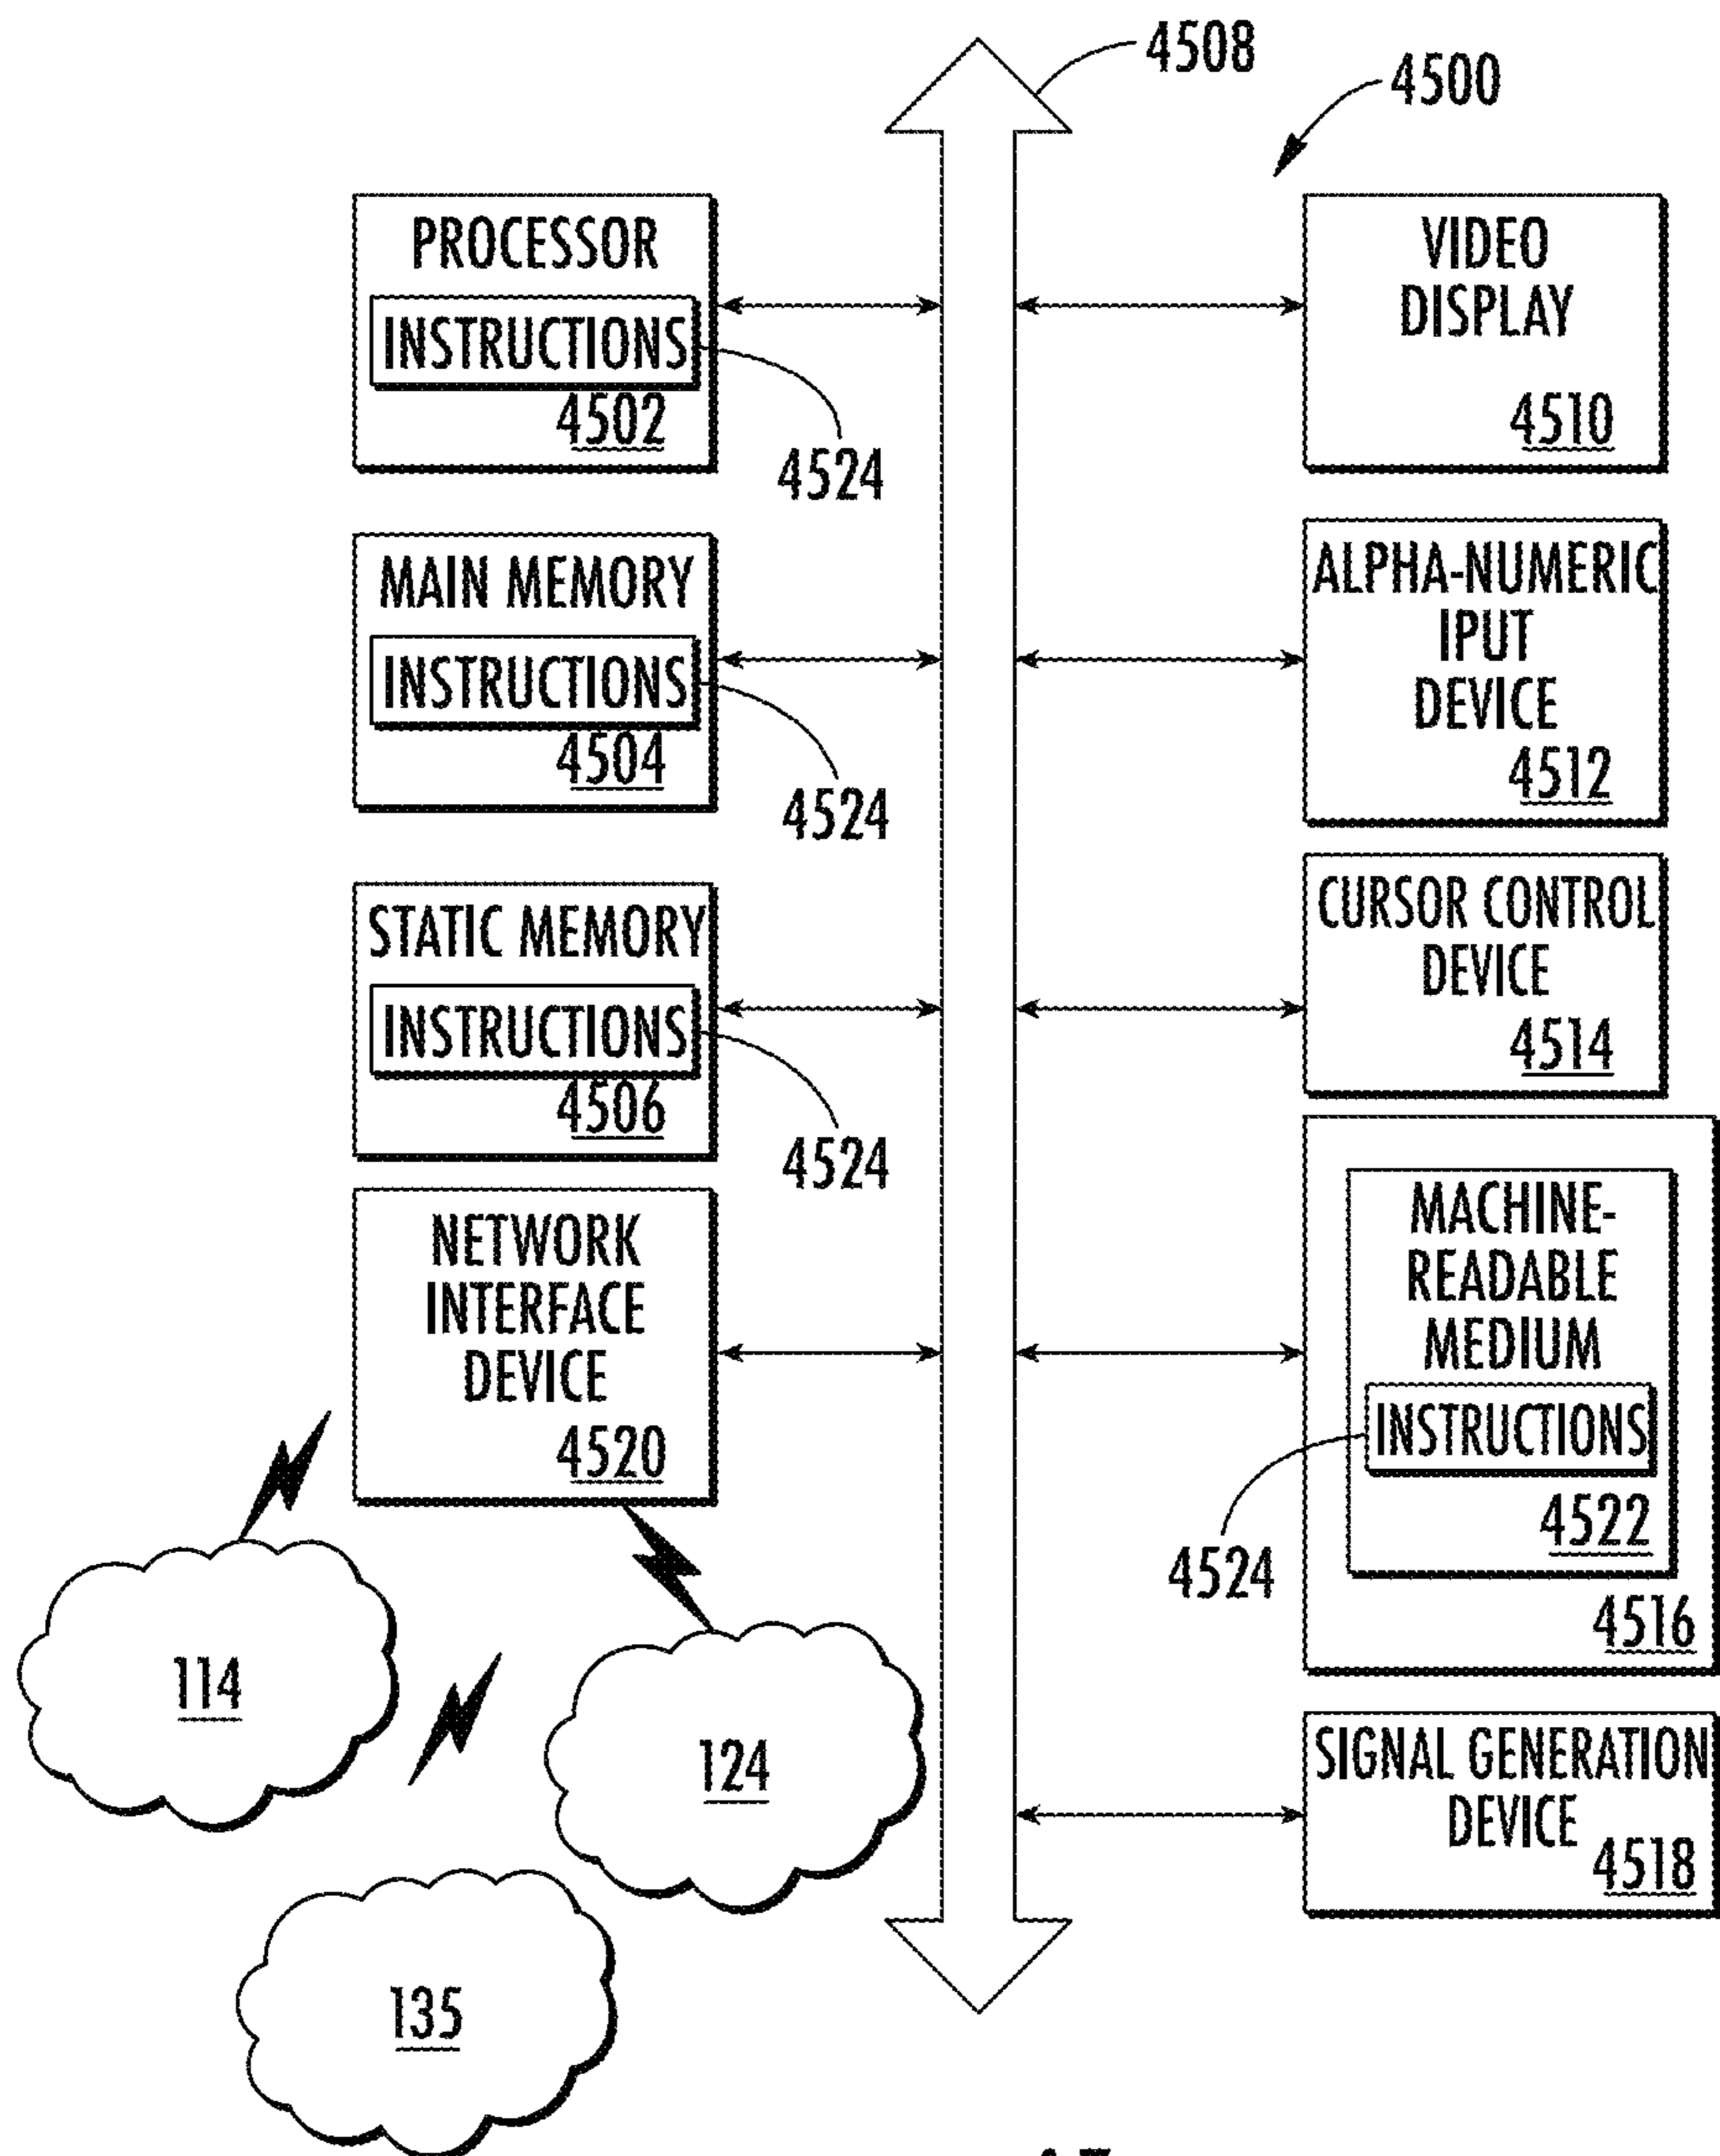 4508
4500
PROCESSOR
INSTRUCTIONS
4502
4524
MAIN MEMORY
INSTRUCTIONS
4504
4524
STATIC MEMORY
INSTRUCTIONS
4506
4524
NETWORK
INTERFACE
DEVICE
4520
114
124
135
VIDEO
DISPLAY
4510
ALPHA-NUMERIC
IPUT
DEVICE
4512
CURSOR CONTROL
DEVICE
4514
MACHINE-
READABLE
MEDIUM
INSTRUCTIONS
4522
4524
4516
SIGNAL GENERATION
DEVICE
4518